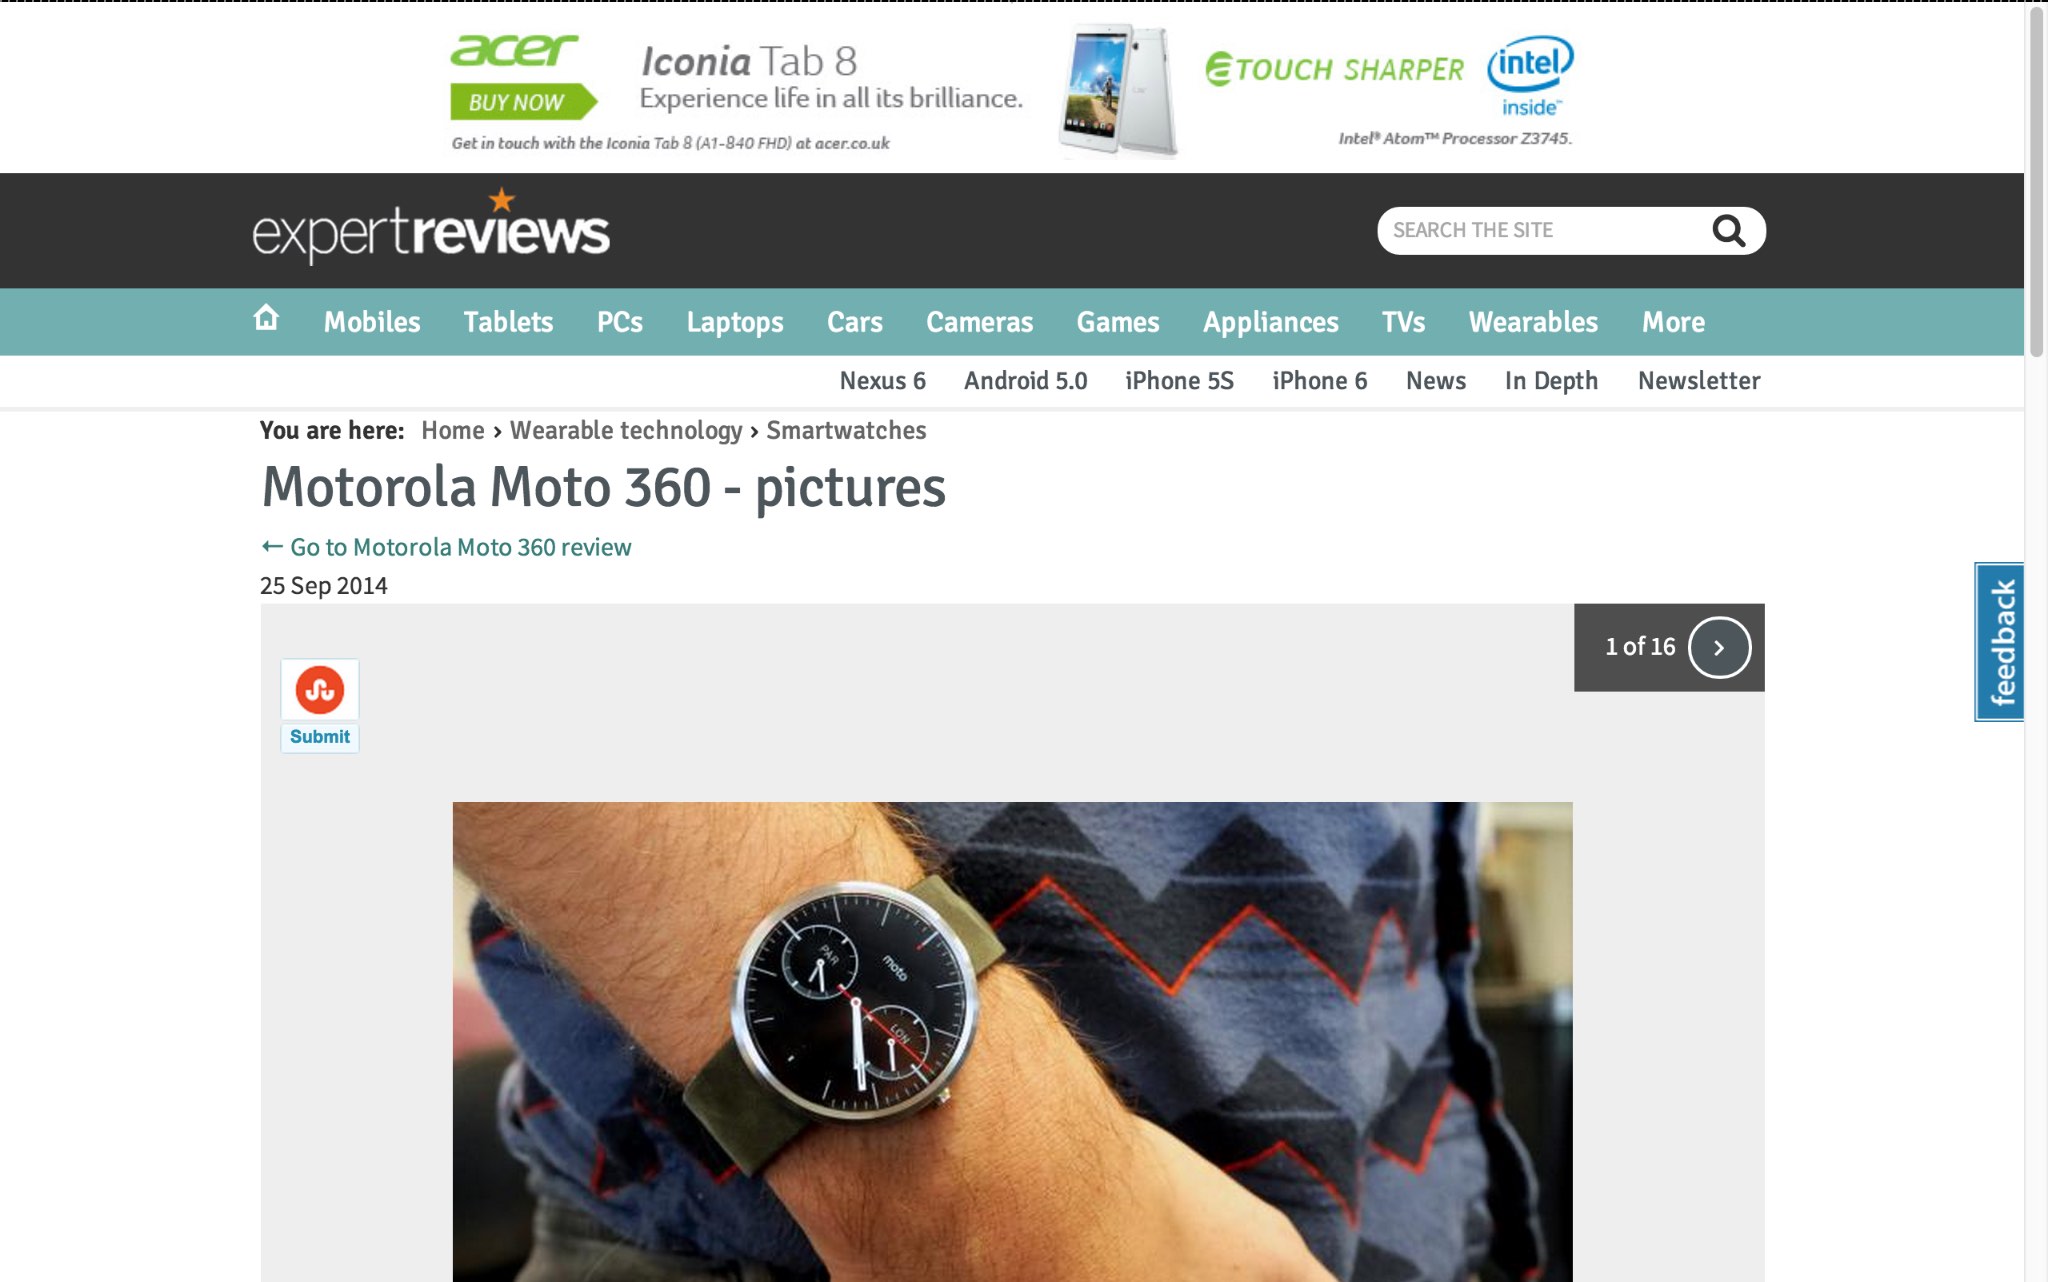 acer
BUY NOW
Iconia Tab 8
Experience life in all its brilliance.
Get in touch with the Iconia Tab 8 (A1-840 FHD) at acer.co.uk
TOUCH SHARPER
intel
inside™
Intel® Atom™ Processor Z3745.
expertreviews
SEARCH THE SITE
Mobiles Tablets PCs Laptops Cars Cameras Games Appliances TVs Wearables More
Nexus 6 Android 5.0 iPhone 5S iPhone 6 News In Depth Newsletter
You are here: Home › Wearable technology › Smartwatches
Motorola Moto 360 - pictures
← Go to Motorola Moto 360 review
25 Sep 2014
1 of 16 ›
feedback
Submit
PAR
moto
LON